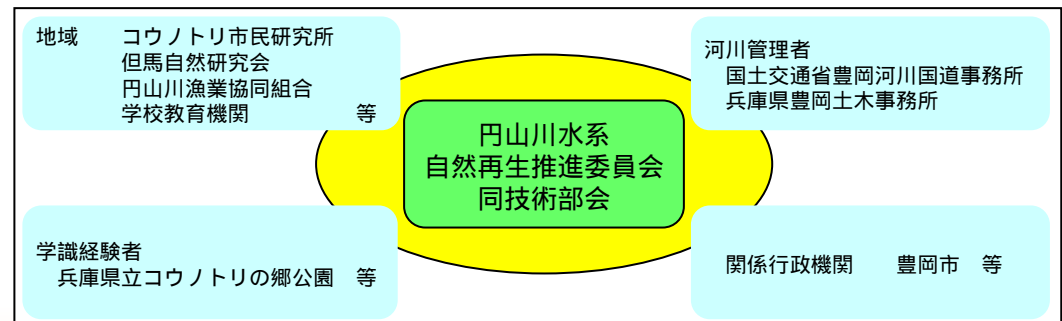 地域　　コウノトリ市民研究所
但馬自然研究会
円山川漁業協同組合
学校教育機関　　　　　等
河川管理者
国土交通省豊岡河川国道事務所
兵庫県豊岡土木事務所
円山川水系
自然再生推進委員会
同技術部会
学識経験者
兵庫県立コウノトリの郷公園　等
関係行政機関　　豊岡市　等